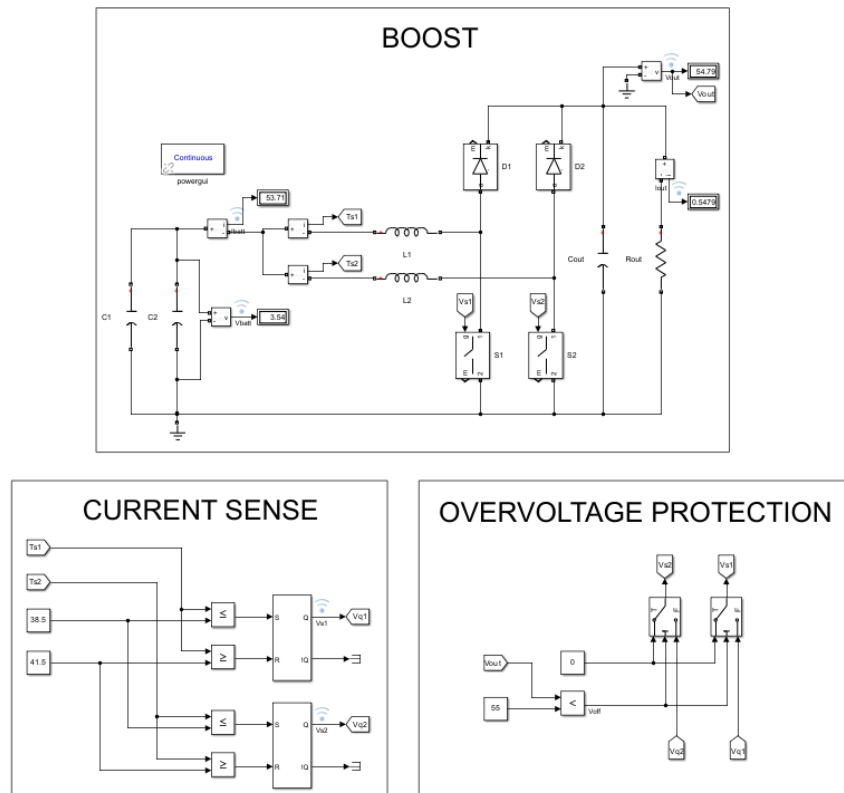 BOOST
54.79
Vout
Vout
Continuous
powergui
D1
D2
53.71
Ibatt
Ts1
Iout
0.5479
L1
Ts2
Cout
Rout
L2
C1
C2
Vbatt
3.54
Vs1
Vs2
S1
S2
CURRENT SENSE
Ts1
Ts2
38.5
≤
S
Q
Vs1
Vq1
41.5
≥
R
!Q
≤
S
Q
Vs2
Vq2
≥
R
!Q
OVERVOLTAGE PROTECTION
Vs2
Vs1
T
F
T
F
Vout
0
55
<
Voff
Vq2
Vq1